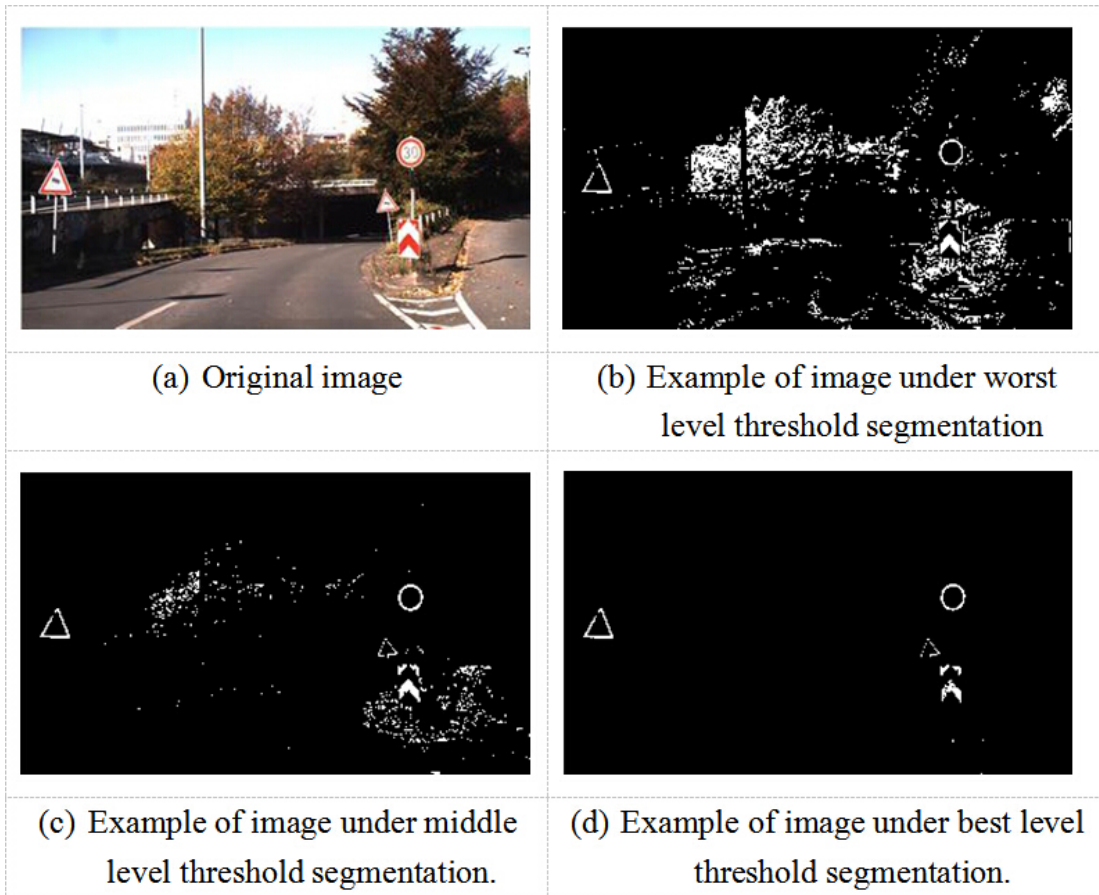 30
(a) Original image
(b) Example of image under worst
level threshold segmentation
(c) Example of image under middle
level threshold segmentation.
(d) Example of image under best level
threshold segmentation.